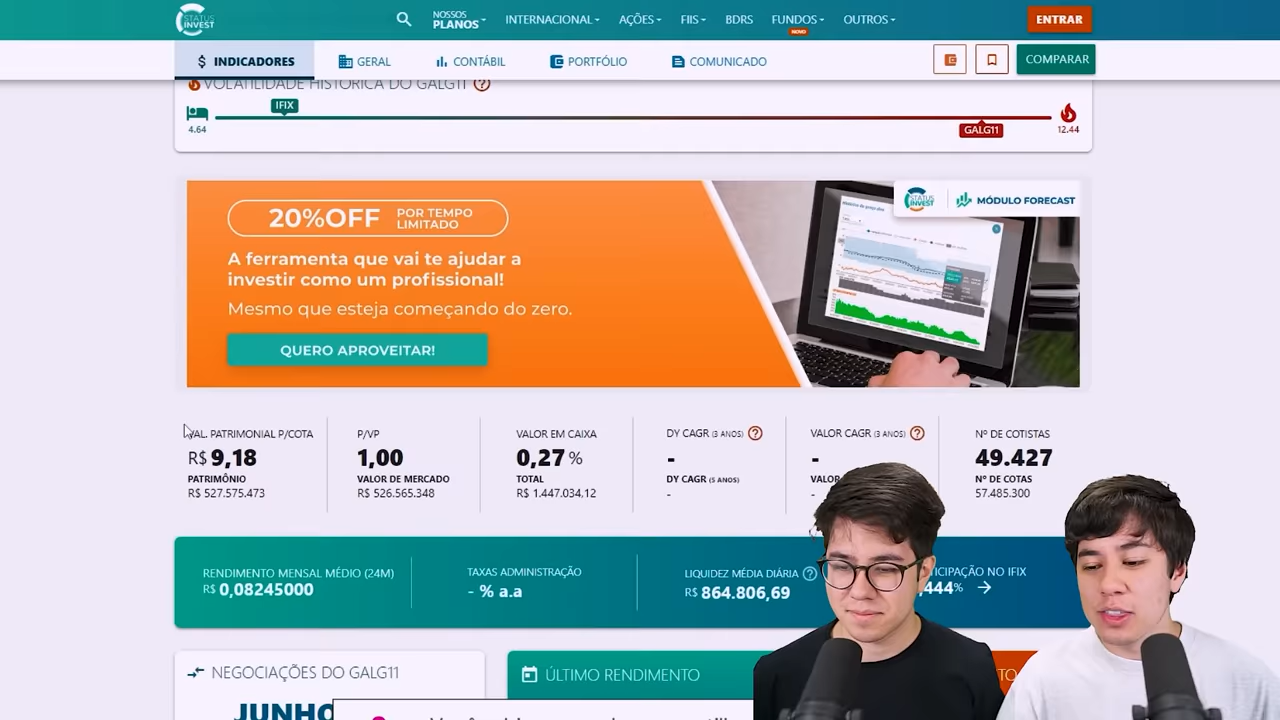 STATUS
INVEST
NOSSOS
PLANOS
INTERNACIONAL
AÇÕES
FIIS
BDRS
FUNDOS
NOVO
OUTROS
ENTRAR
INDICADORES
GERAL
CONTÁBIL
PORTFÓLIO
COMUNICADO
COMPARAR
VOLATILIDADE HISTÓRICA DO GALG11
IFIX
4.64
GALG11
12.44
20%OFF POR TEMPO
LIMITADO
STATUS
INVEST
MÓDULO FORECAST
A ferramenta que vai te ajudar a
investir como um profissional!
Mesmo que esteja começando do zero.
QUERO APROVEITAR!
VAL. PATRIMONIAL P/COTA
R$ 9,18
PATRIMÔNIO
R$ 527.575.473
P/VP
1,00
VALOR DE MERCADO
R$ 526.565.348
VALOR EM CAIXA
0,27 %
TOTAL
R$ 1.447.034,12
DY CAGR (3 ANOS)
-
DY CAGR (5 ANOS)
-
VALOR CAGR (3 ANOS)
-
VALOR
-
Nº DE COTISTAS
49.427
Nº DE COTAS
57.485.300
RENDIMENTO MENSAL MÉDIO (24M)
R$ 0,08245000
TAXAS ADMINISTRAÇÃO
- % a.a
LIQUIDEZ MÉDIA DIÁRIA
R$ 864.806,69
TICIPAÇÃO NO IFIX
444%
NEGOCIAÇÕES DO GALG11
JUNHO
ÚLTIMO RENDIMENTO